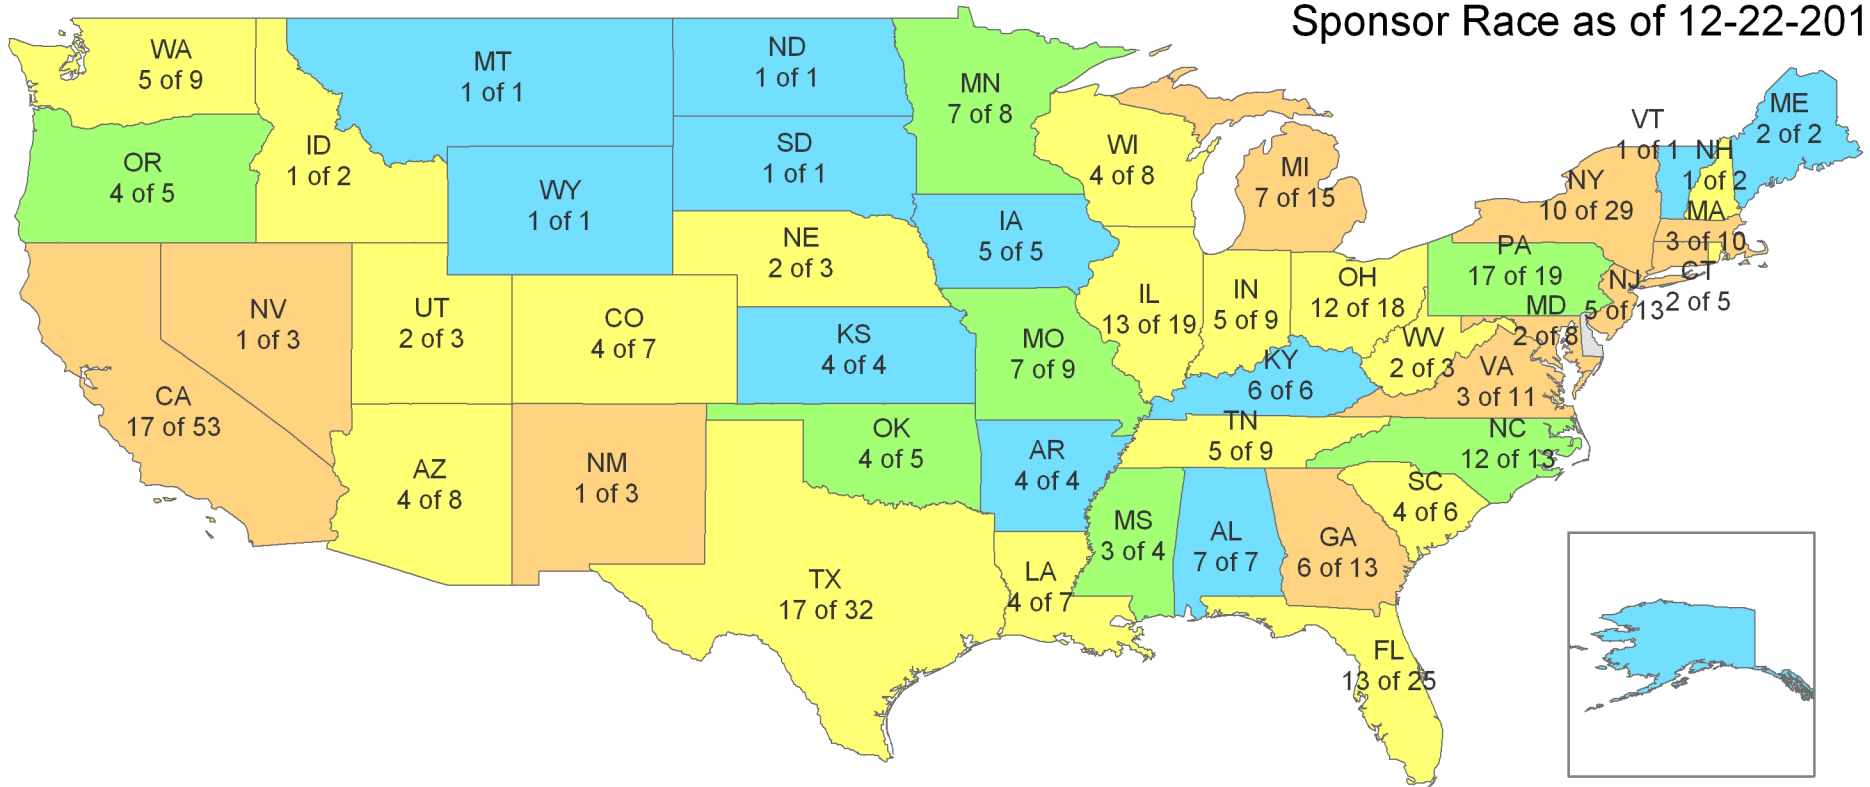 Sponsor Race as of 12-22-201
WA
5 of 9
MT
1 of 1
ND
1 of 1
MN
7 of 8
ME
2 of 2
VT
1 of 1
NH
1 of 2
OR
4 of 5
ID
1 of 2
WY
1 of 1
SD
1 of 1
WI
4 of 8
MI
7 of 15
NY
10 of 29
MA
3 of 10
IA
5 of 5
NE
2 of 3
PA
17 of 19
CT
2 of 5
NJ
5 of 13
NV
1 of 3
UT
2 of 3
CO
4 of 7
KS
4 of 4
MO
7 of 9
IL
13 of 19
IN
5 of 9
OH
12 of 18
MD
2 of 8
WV
2 of 3
VA
3 of 11
KY
6 of 6
CA
17 of 53
AZ
4 of 8
NM
1 of 3
OK
4 of 5
AR
4 of 4
TN
5 of 9
NC
12 of 13
SC
4 of 6
MS
3 of 4
AL
7 of 7
GA
6 of 13
TX
17 of 32
LA
4 of 7
FL
13 of 25